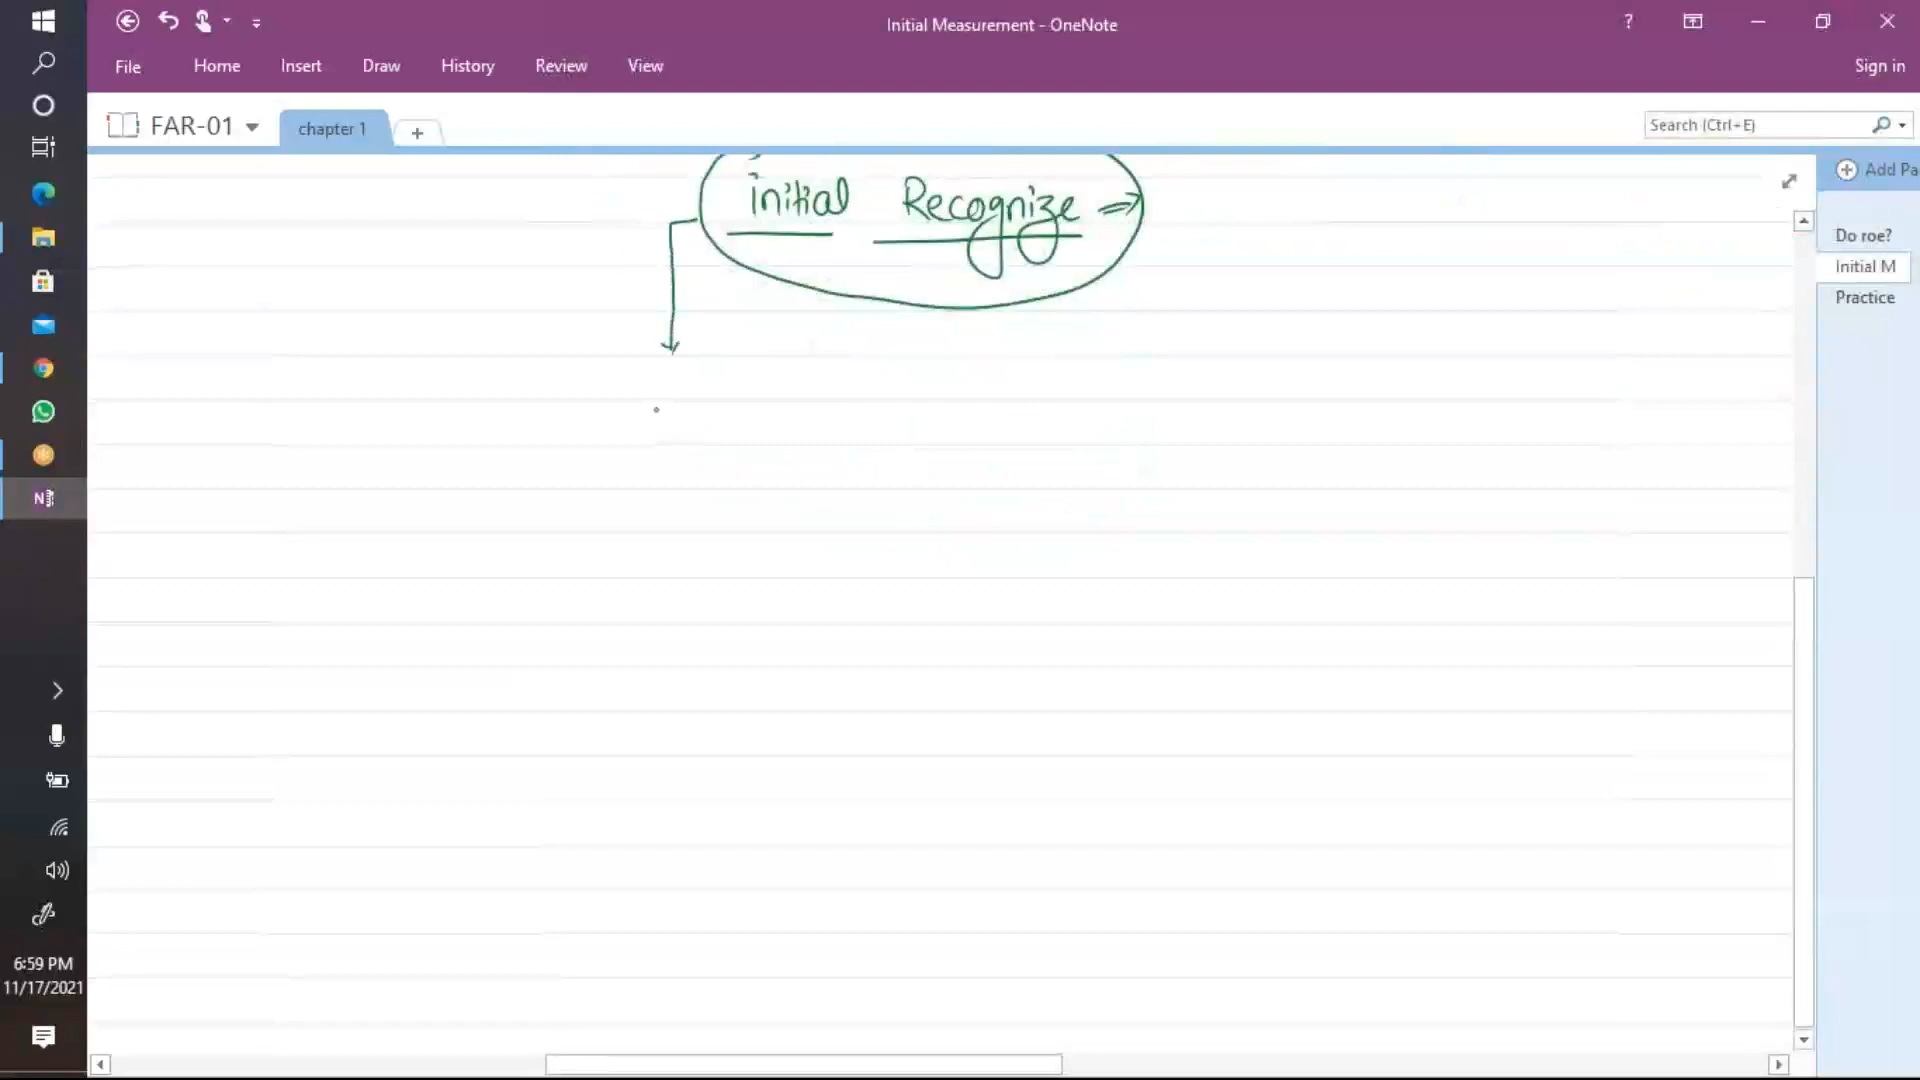 Initial Measurement - OneNote
?
File Home Insert Draw History Review View
Sign in
FAR-01 chapter 1 +
Search (Ctrl+E)
Add Pa
initial Recognize ⇒
Do roe?
Initial M
Practice
N
6:59 PM
11/17/2021